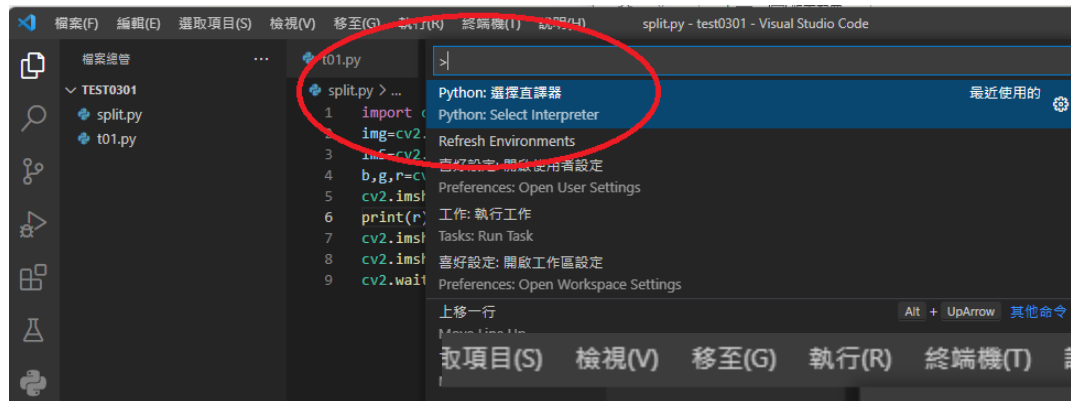 檔案(F) 編輯(E) 選取項目(S) 檢視(V) 移至(G) 執行(R) 終端機(T) 說明(H) split.py - test0301 - Visual Studio Code
檔案總管 ...
TEST0301
split.py
t01.py
t01.py
split.py > ...
1 import
2 img=cv2.
3 imS=cv2.
4 b,g,r=cv
5 cv2.imsh
6 print(r)
7 cv2.imsh
8 cv2.imsh
9 cv2.wait
>
Python: 選擇直譯器 最近使用的
Python: Select Interpreter
Refresh Environments
喜好設定: 開啟使用者設定
Preferences: Open User Settings
工作: 執行工作
Tasks: Run Task
喜好設定: 開啟工作區設定
Preferences: Open Workspace Settings
上移一行 Alt + UpArrow 其他命令
Move Line Up
取項目(S) 檢視(V) 移至(G) 執行(R) 終端機(T)